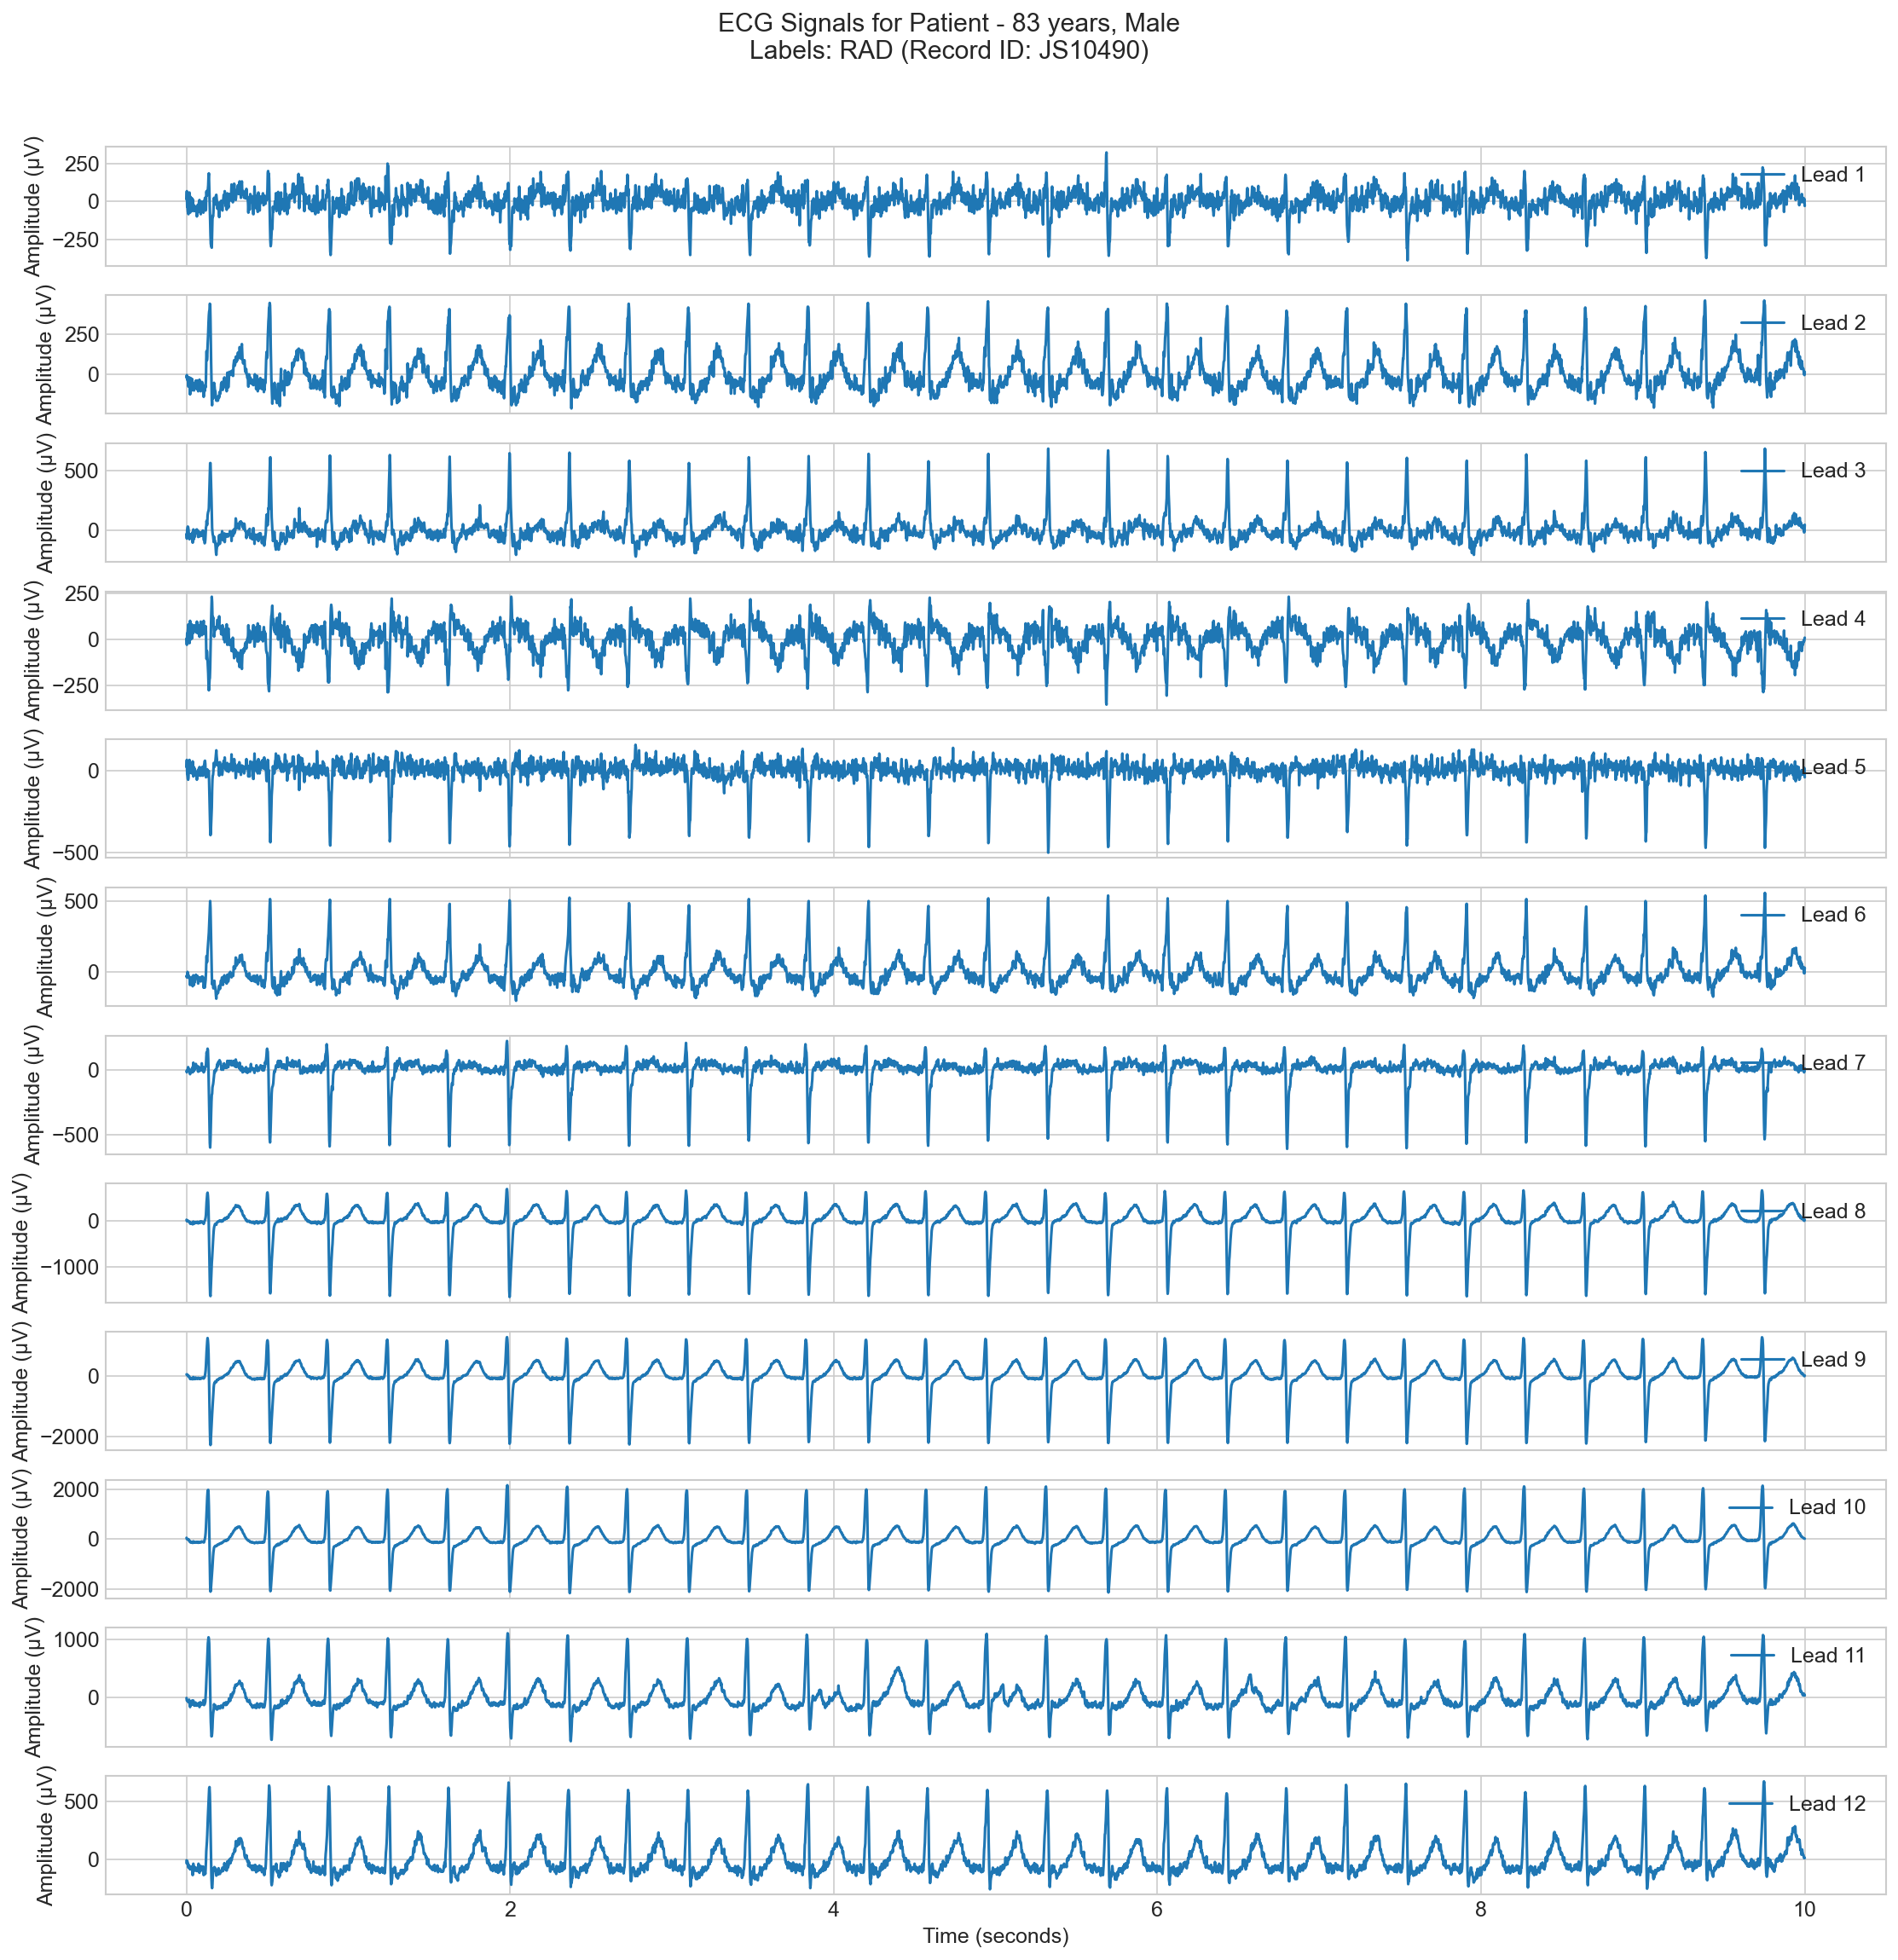 ECG Signals for Patient - 83 years, Male
Labels: RAD (Record ID: JS10490)
Amplitude (µV)
250
0
−250
Lead 1
Amplitude (µV)
250
0
Lead 2
Amplitude (µV)
500
0
Lead 3
Amplitude (µV)
250
0
−250
Lead 4
Amplitude (µV)
0
−500
Lead 5
Amplitude (µV)
500
0
Lead 6
Amplitude (µV)
0
−500
Lead 7
Amplitude (µV)
0
−1000
Lead 8
Amplitude (µV)
0
−2000
Lead 9
Amplitude (µV)
2000
0
−2000
Lead 10
Amplitude (µV)
1000
0
Lead 11
Amplitude (µV)
500
0
Lead 12
0 2 4 6 8 10
Time (seconds)